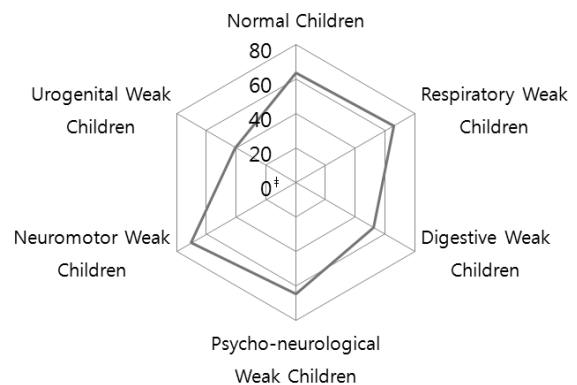 Normal Children
80
60
40
20
0‡
Urogenital Weak
Children
Respiratory Weak
Children
Neuromotor Weak
Children
Digestive Weak
Children
Psycho-neurological
Weak Children